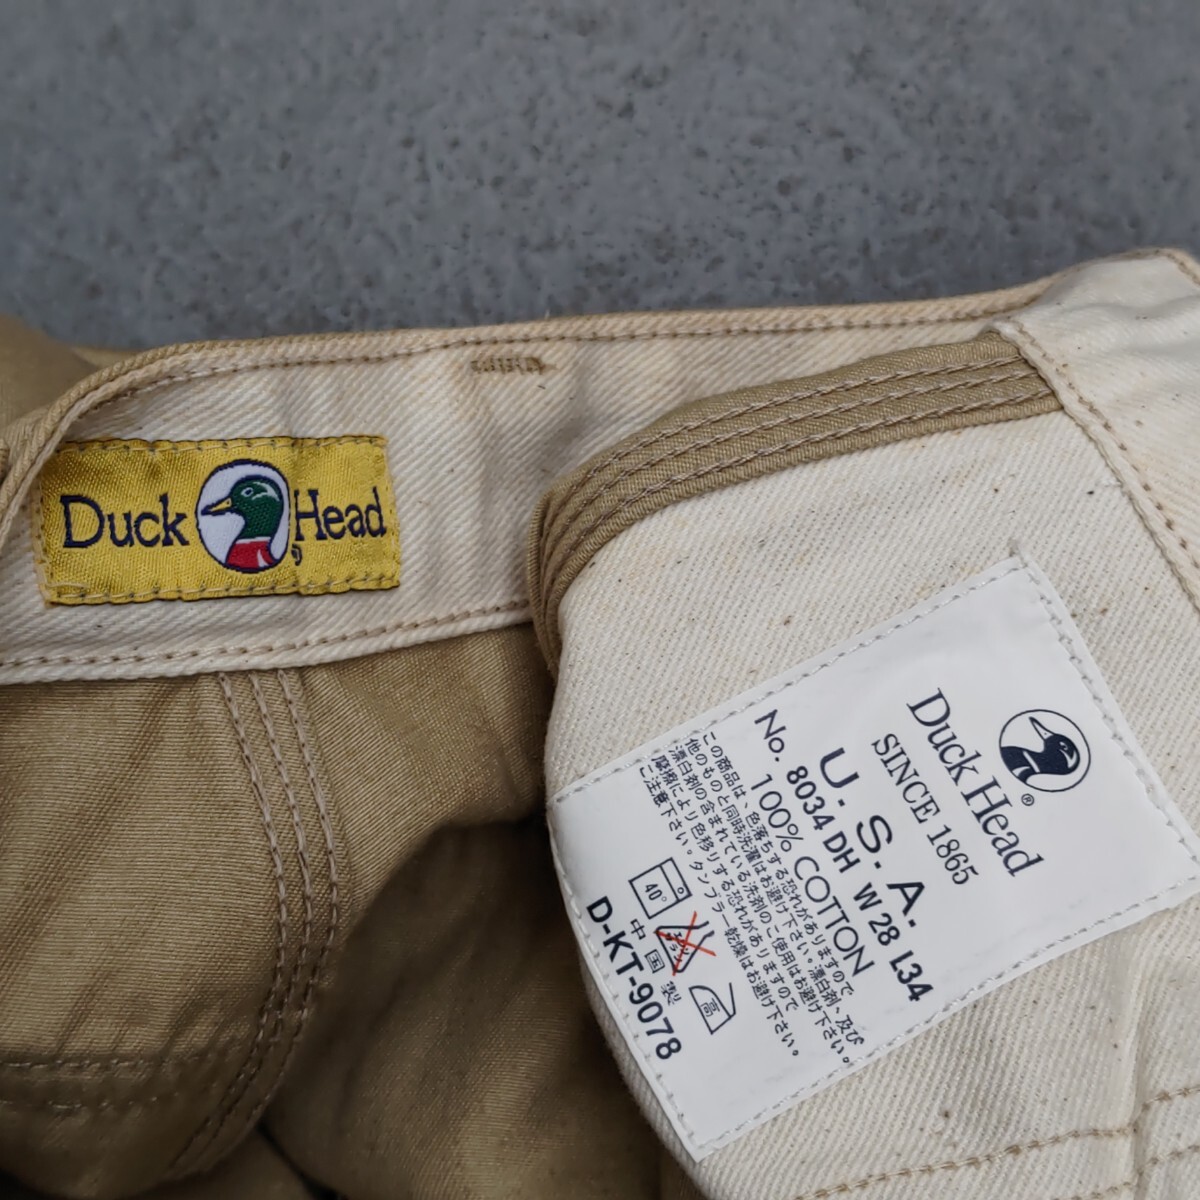 Duck Head
Duck Head®
SINCE 1865
U. S. A.
No. 8034 DH W 28 L34
100% COTTON
この商品は、色落ちする恐れがありますので
他のものと同時洗濯はお避け下さい。漂白剤、及び
漂白剤の含まれている洗剤のご使用はお避け下さい。
摩擦により色移りする恐れがありますので
ご注意下さい。タンブラー乾燥はお避け下さい。
40°
高
中国製
D-KT-9078